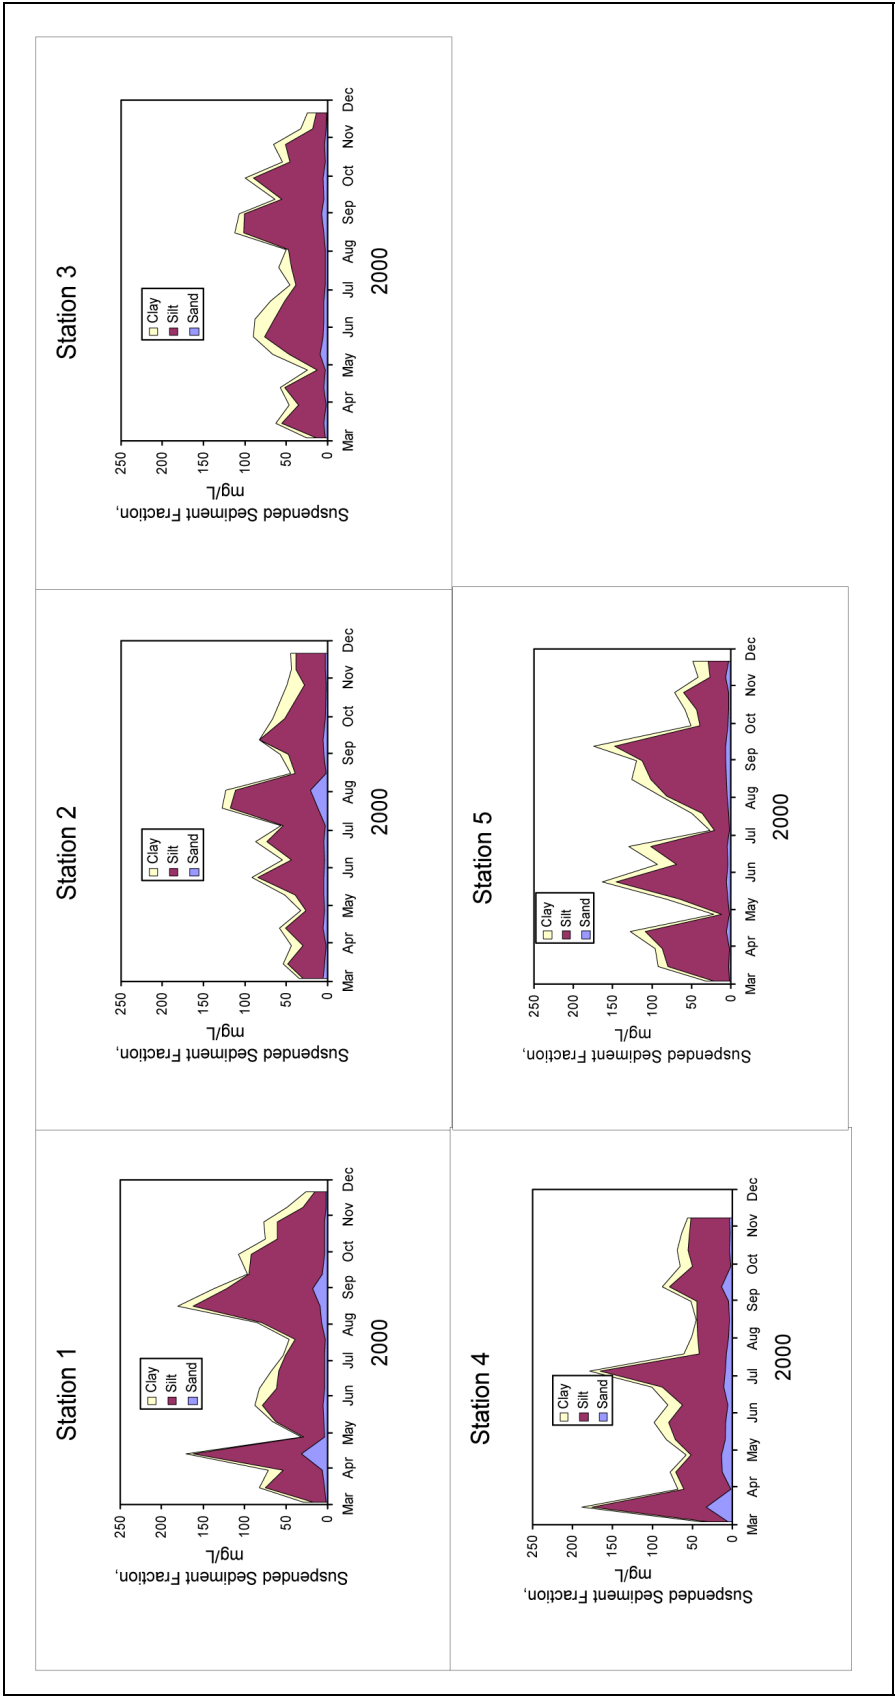 Station 1
Suspended Sediment Fraction,
mg/L
250
200
150
100
50
0
Clay
Silt
Sand
Mar Apr May Jun Jul Aug Sep Oct Nov Dec
2000
Station 2
Suspended Sediment Fraction,
mg/L
250
200
150
100
50
0
Clay
Silt
Sand
Mar Apr May Jun Jul Aug Sep Oct Nov Dec
2000
Station 3
Suspended Sediment Fraction,
mg/L
250
200
150
100
50
0
Clay
Silt
Sand
Mar Apr May Jun Jul Aug Sep Oct Nov Dec
2000
Station 4
Suspended Sediment Fraction,
mg/L
250
200
150
100
50
0
Clay
Silt
Sand
Mar Apr May Jun Jul Aug Sep Oct Nov Dec
2000
Station 5
Suspended Sediment Fraction,
mg/L
250
200
150
100
50
0
Clay
Silt
Sand
Mar Apr May Jun Jul Aug Sep Oct Nov Dec
2000